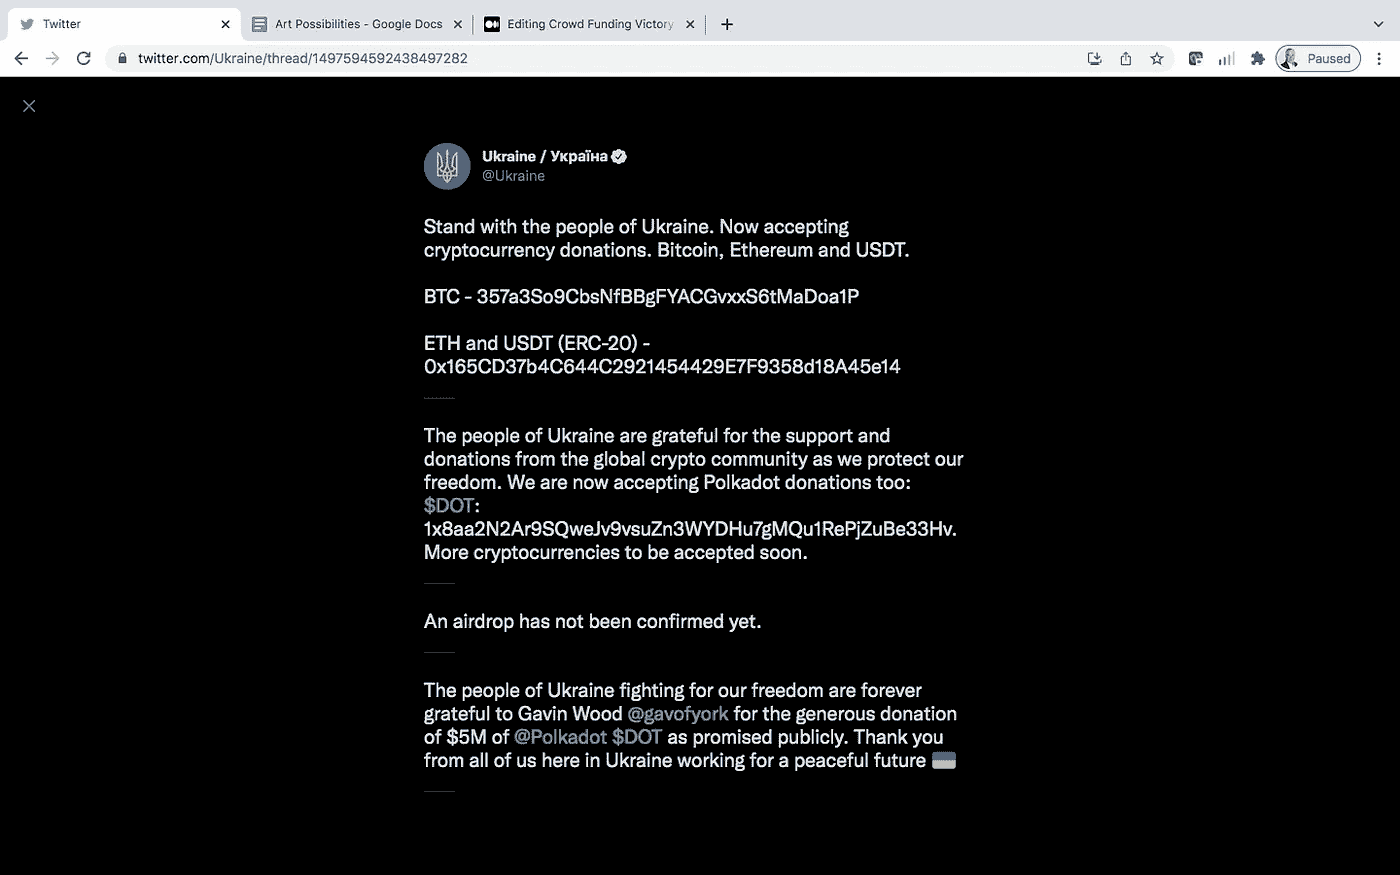 Twitter
Art Possibilities - Google Docs
Editing Crowd Funding Victory
twitter.com/Ukraine/thread/1497594592438497282
Paused
Ukraine / Україна
@Ukraine
Stand with the people of Ukraine. Now accepting
cryptocurrency donations. Bitcoin, Ethereum and USDT.
BTC - 357a3So9CbsNfBBgFYACGvxxS6tMaDoa1P
ETH and USDT (ERC-20) -
0x165CD37b4C644C2921454429E7F9358d18A45e14
The people of Ukraine are grateful for the support and
donations from the global crypto community as we protect our
freedom. We are now accepting Polkadot donations too:
$DOT:
1x8aa2N2Ar9SQweJv9vsuZn3WYDHu7gMQu1RePjZuBe33Hv.
More cryptocurrencies to be accepted soon.
An airdrop has not been confirmed yet.
The people of Ukraine fighting for our freedom are forever
grateful to Gavin Wood @gavofyork for the generous donation
of $5M of @Polkadot $DOT as promised publicly. Thank you
from all of us here in Ukraine working for a peaceful future